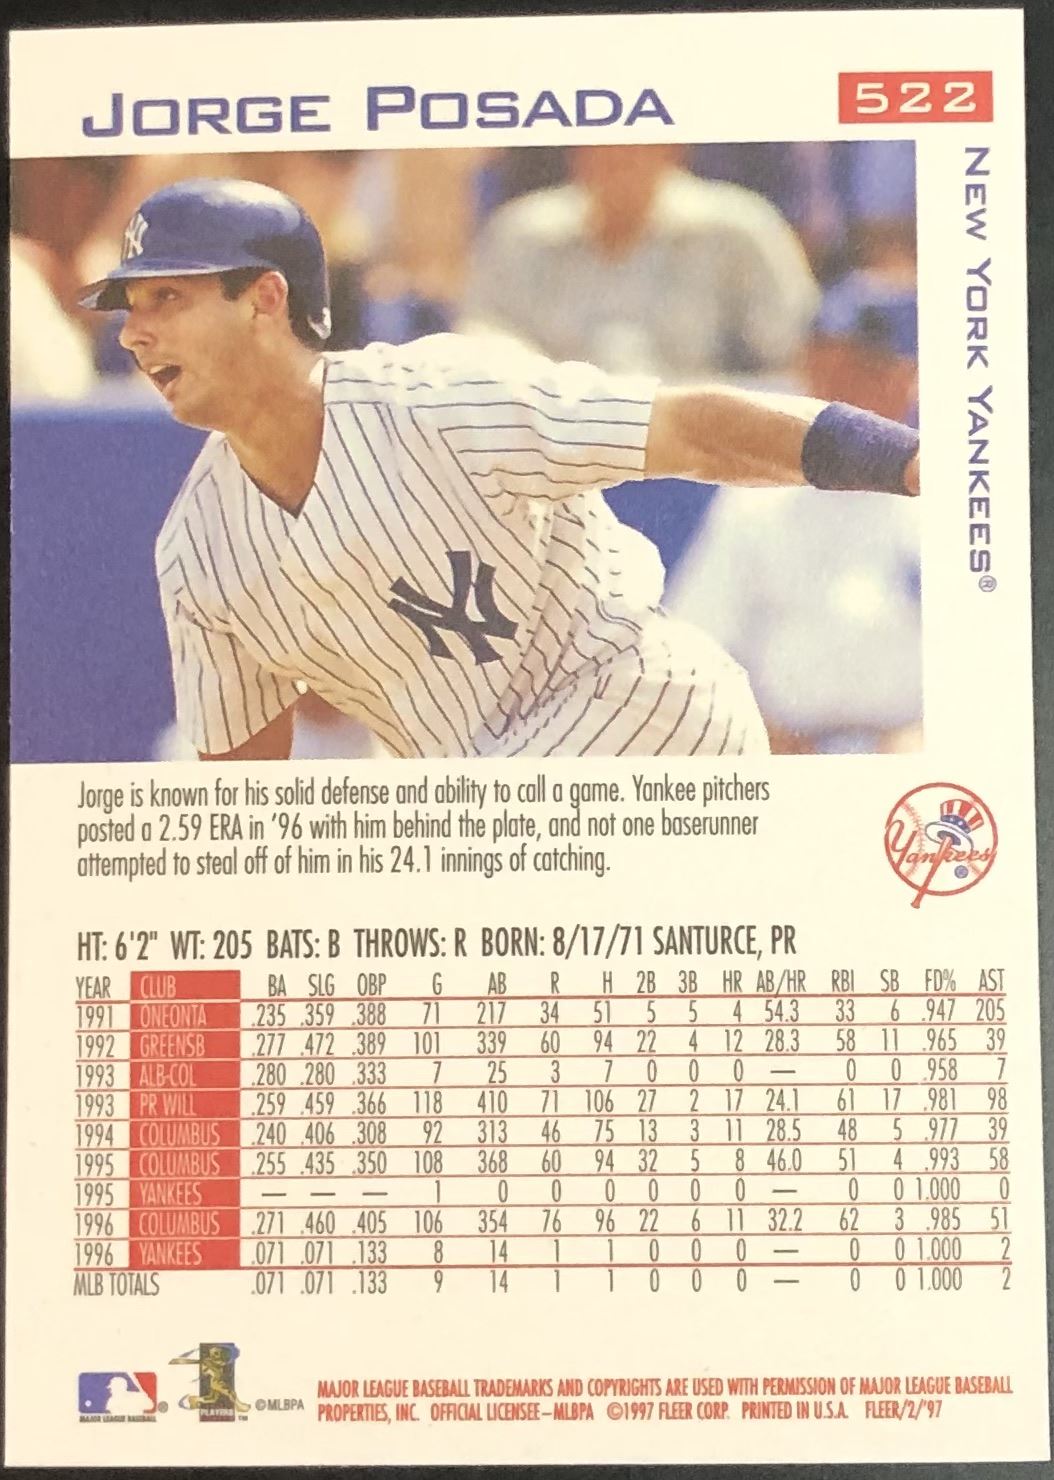 JORGE POSADA
522
NEW YORK YANKEES®
Jorge is known for his solid defense and ability to call a game. Yankee pitchers
posted a 2.59 ERA in '96 with him behind the plate, and not one baserunner
attempted to steal off of him in his 24.1 innings of catching.
Yankees
®
HT: 6'2" WT: 205 BATS: B THROWS: R BORN: 8/17/71 SANTURCE, PR
YEAR CLUB BA SLG OBP G AB R H 2B 3B HR AB/HR RBI SB FD% AST
1991 ONEONTA .235 .359 .388 71 217 34 51 5 5 4 54.3 33 6 .947 205
1992 GREENSB .277 .472 .389 101 339 60 94 22 4 12 28.3 58 11 .965 39
1993 ALB-COL .280 .280 .333 7 25 3 7 0 0 0 — 0 0 .958 7
1993 PR WILL .259 .459 .366 118 410 71 106 27 2 17 24.1 61 17 .981 98
1994 COLUMBUS .240 .406 .308 92 313 46 75 13 3 11 28.5 48 5 .977 39
1995 COLUMBUS .255 .435 .350 108 368 60 94 32 5 8 46.0 51 4 .993 58
1995 YANKEES — — — 1 0 0 0 0 0 0 — 0 0 1.000 0
1996 COLUMBUS .271 .460 .405 106 354 76 96 22 6 11 32.2 62 3 .985 51
1996 YANKEES .071 .071 .133 8 14 1 1 0 0 0 — 0 0 1.000 2
MLB TOTALS .071 .071 .133 9 14 1 1 0 0 0 — 0 0 1.000 2
MAJOR LEAGUE BASEBALL
®
PLAYERS
™
©MLBPA
MAJOR LEAGUE BASEBALL TRADEMARKS AND COPYRIGHTS ARE USED WITH PERMISSION OF MAJOR LEAGUE BASEBALL
PROPERTIES, INC. OFFICIAL LICENSEE–MLBPA ©1997 FLEER CORP. PRINTED IN U.S.A. FLEER/2/'97